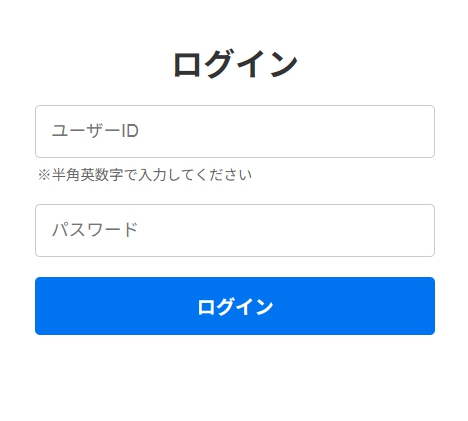 ログイン
ユーザーID
※半角英数字で入力してください
パスワード
ログイン